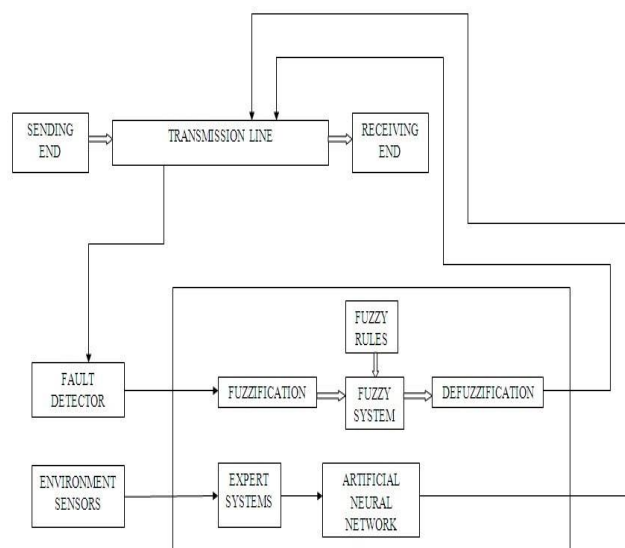 SENDING
END
TRANSMISSION LINE
RECEIVING
END
FUZZY
RULES
FAULT
DETECTOR
FUZZIFICATION
FUZZY
SYSTEM
DEFUZZIFICATION
ENVIRONMENT
SENSORS
EXPERT
SYSTEMS
ARTIFICIAL
NEURAL
NETWORK